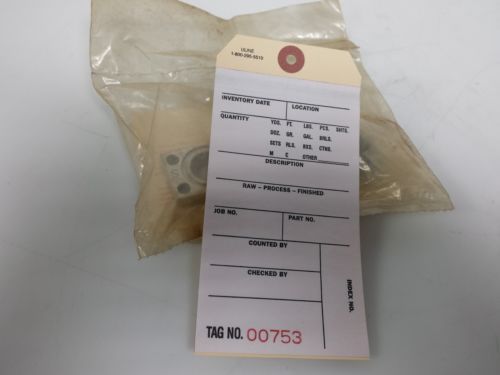 ULINE
1-800-295-5510
INVENTORY DATE LOCATION
QUANTITY YDS. FT. LBS. PCS. SHTS.
DOZ. GR. GAL. BRLS.
SETS RLS. BXS. CTNS.
M E OTHER
DESCRIPTION
RAW – PROCESS – FINISHED
JOB NO. PART NO.
COUNTED BY
CHECKED BY
INDEX NO.
TAG NO. 00753